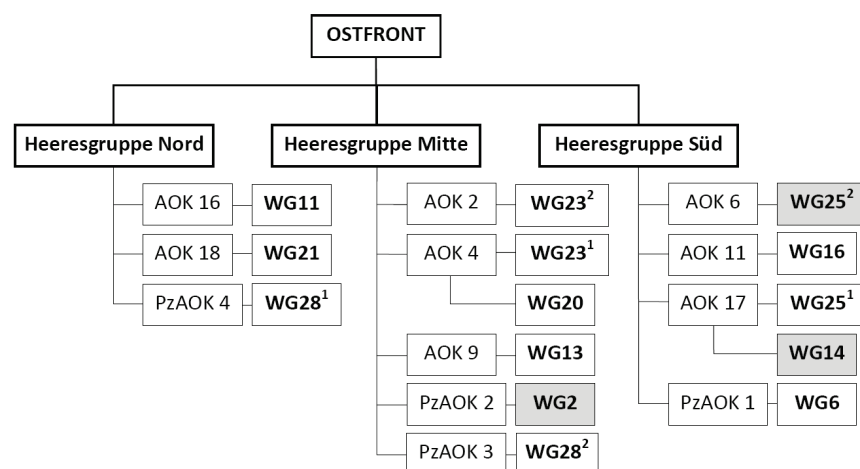 OSTFRONT
Heeresgruppe Nord
Heeresgruppe Mitte
Heeresgruppe Süd
AOK 16 WG11
AOK 18 WG21
PzAOK 4 WG28¹
AOK 2 WG23²
AOK 4 WG23¹
WG20
AOK 9 WG13
PzAOK 2 WG2
PzAOK 3 WG28²
AOK 6 WG25²
AOK 11 WG16
AOK 17 WG25¹
WG14
PzAOK 1 WG6